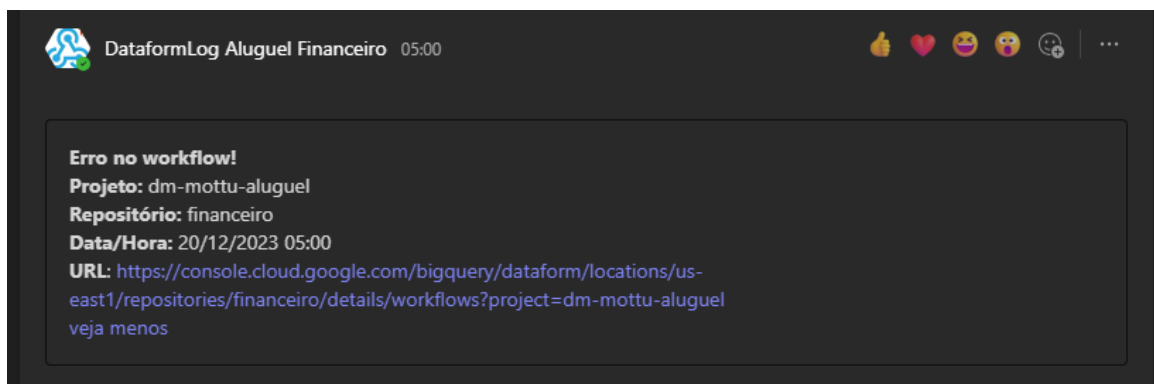 DataformLog Aluguel Financeiro 05:00
Erro no workflow!
Projeto: dm-mottu-aluguel
Repositório: financeiro
Data/Hora: 20/12/2023 05:00
URL: https://console.cloud.google.com/bigquery/dataform/locations/us-
east1/repositories/financeiro/details/workflows?project=dm-mottu-aluguel
veja menos